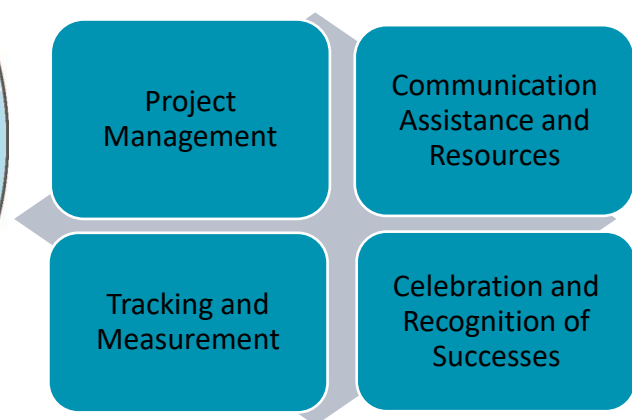 Project
Management
Communication
Assistance and
Resources
Tracking and
Measurement
Celebration and
Recognition of
Successes